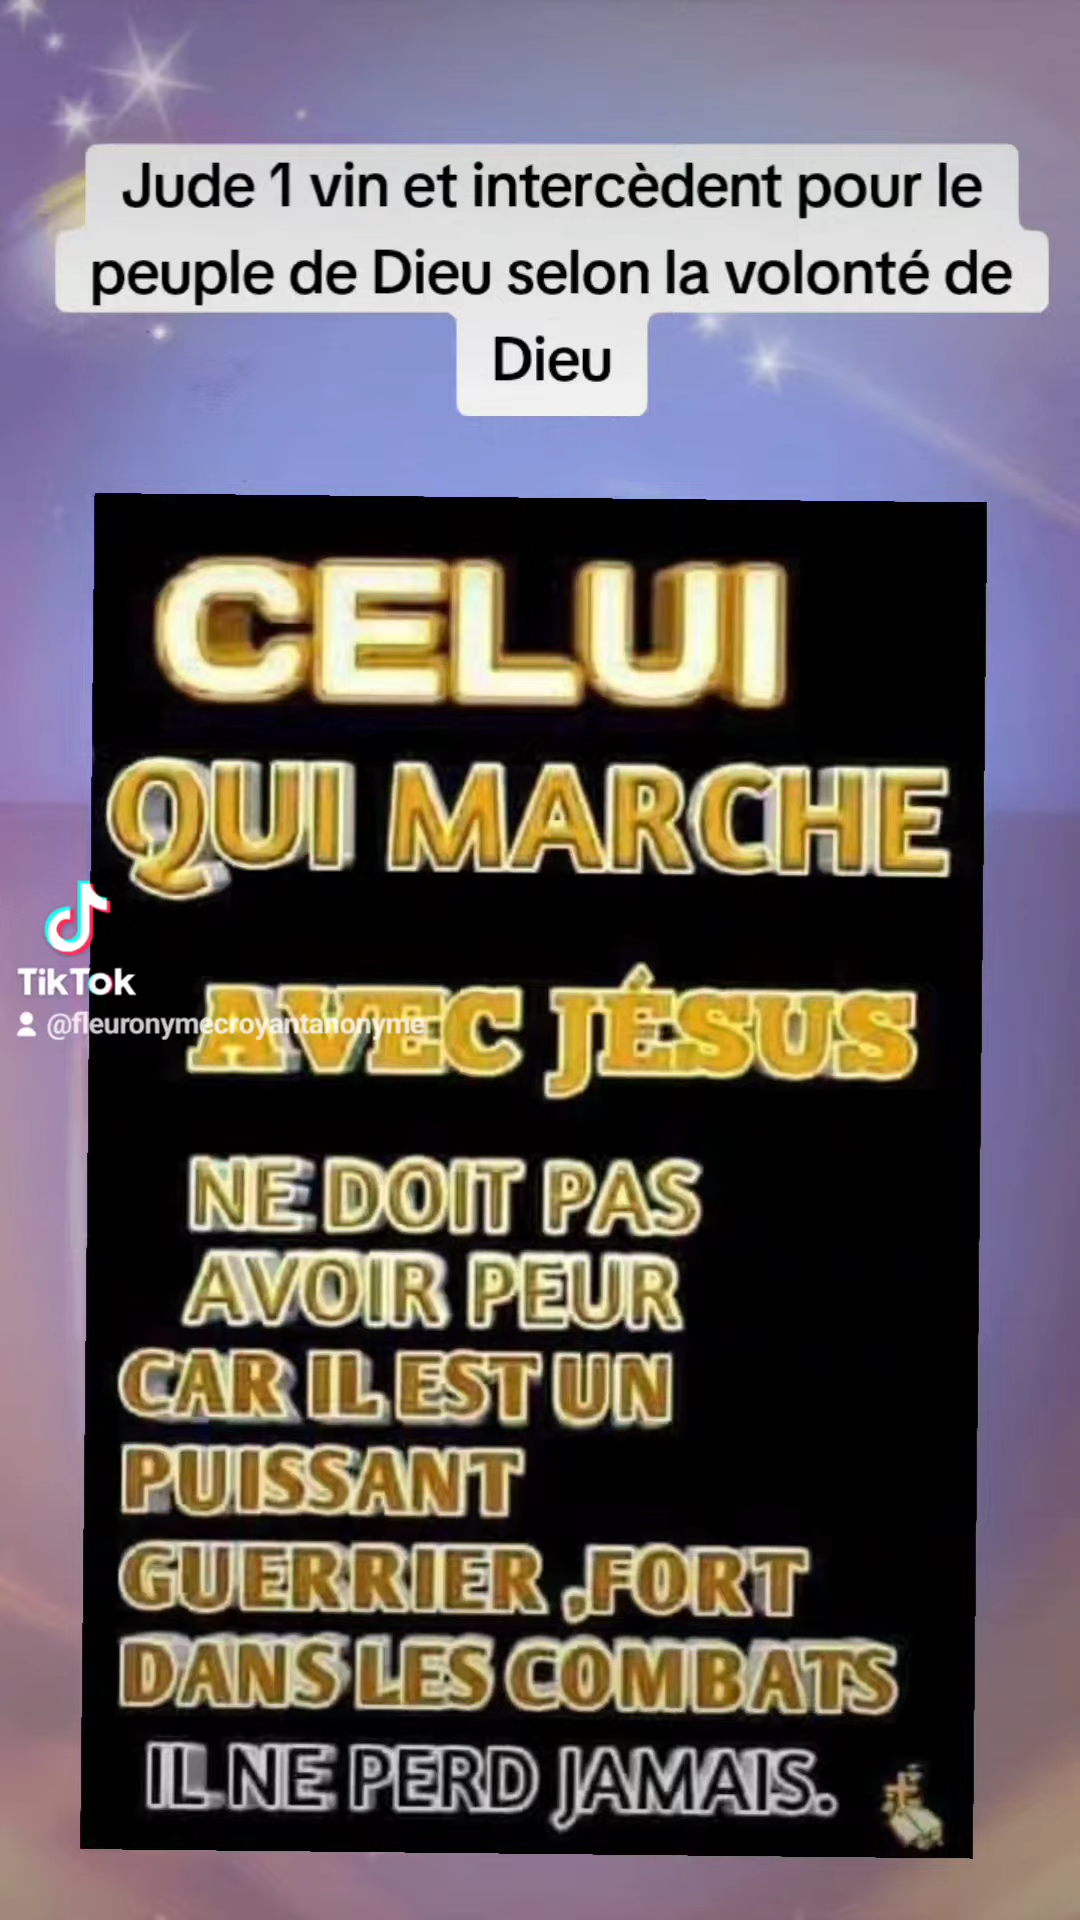 Jude 1 vin et intercèdent pour le
peuple de Dieu selon la volonté de
Dieu
CELUI
QUI MARCHE
TikTok
@fleuronymecroyantanonyme
AVEC JÉSUS
NE DOIT PAS
AVOIR PEUR
CAR IL EST UN
PUISSANT
GUERRIER ,FORT
DANS LES COMBATS
IL NE PERD JAMAIS.